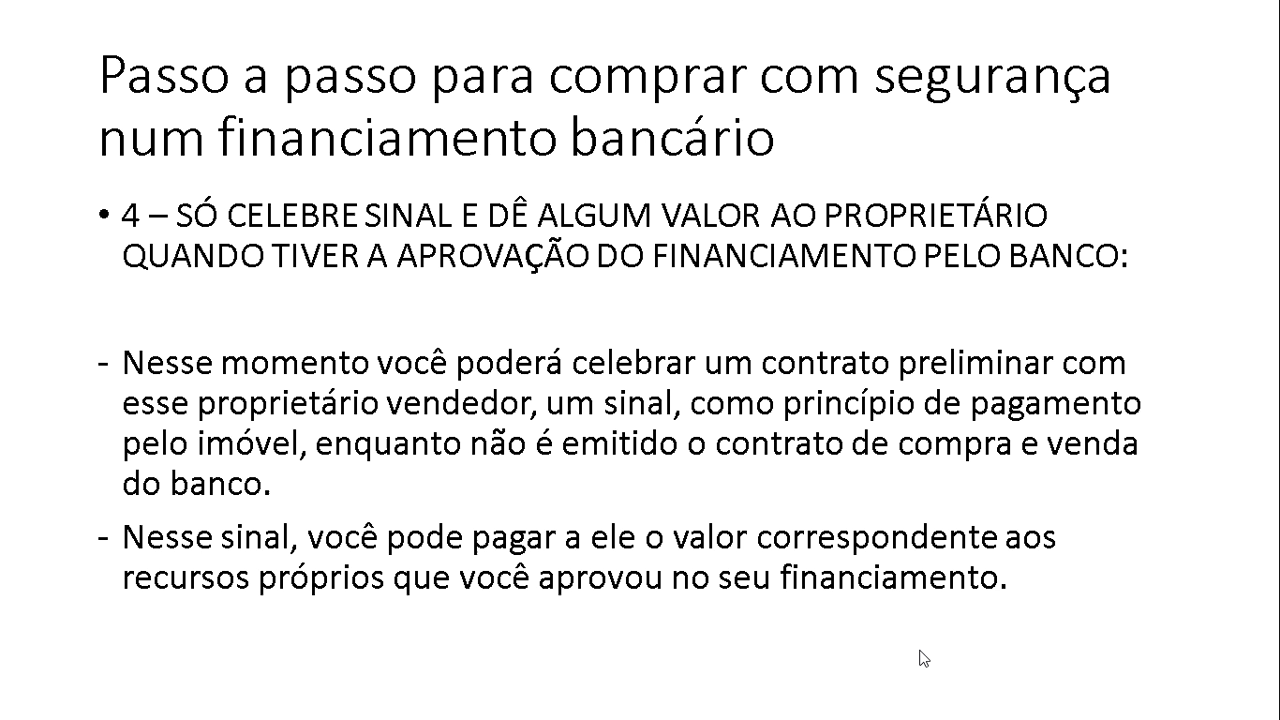 Passo a passo para comprar com segurança
num financiamento bancário
• 4 – SÓ CELEBRE SINAL E DÊ ALGUM VALOR AO PROPRIETÁRIO
QUANDO TIVER A APROVAÇÃO DO FINANCIAMENTO PELO BANCO:
- Nesse momento você poderá celebrar um contrato preliminar com
esse proprietário vendedor, um sinal, como princípio de pagamento
pelo imóvel, enquanto não é emitido o contrato de compra e venda
do banco.
- Nesse sinal, você pode pagar a ele o valor correspondente aos
recursos próprios que você aprovou no seu financiamento.